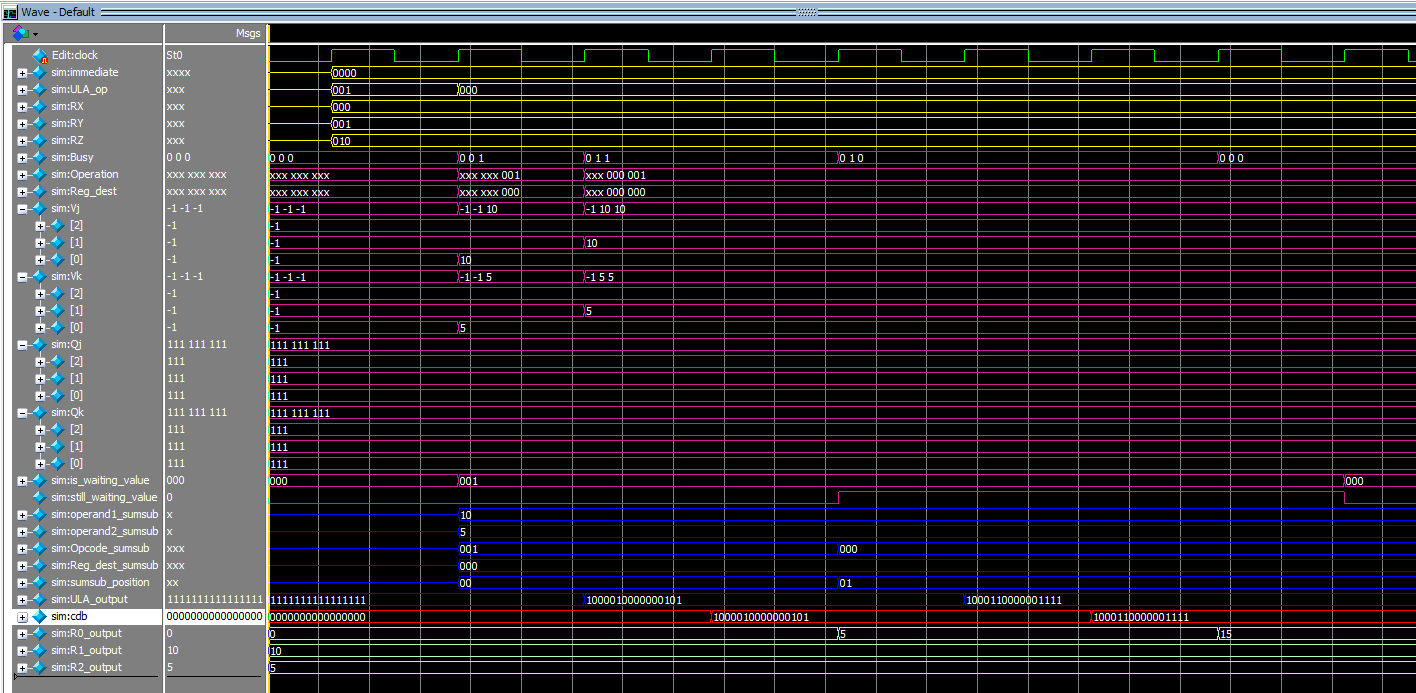 Wave - Default
Msgs
Edit:clock St0
sim:immediate xxxx 0000
sim:ULA_op xxx 001 000
sim:RX xxx 000
sim:RY xxx 001
sim:RZ xxx 010
sim:Busy 0 0 0 0 0 0 0 0 1 0 1 1 0 1 0 0 0 0
sim:Operation xxx xxx xxx xxx xxx xxx xxx xxx 001 xxx 000 001
sim:Reg_dest xxx xxx xxx xxx xxx xxx xxx xxx 000 xxx 000 000
sim:Vj -1 -1 -1 -1 -1 -1 -1 -1 10 -1 10 10
[2] -1 -1
[1] -1 -1 10
[0] -1 -1 10
sim:Vk -1 -1 -1 -1 -1 -1 -1 -1 5 -1 5 5
[2] -1 -1
[1] -1 -1 5
[0] -1 -1 5
sim:Qj 111 111 111 111 111 111
[2] 111 111
[1] 111 111
[0] 111 111
sim:Qk 111 111 111 111 111 111
[2] 111 111
[1] 111 111
[0] 111 111
sim:is_waiting_value 000 000 001 000
sim:still_waiting_value 0
sim:operand1_sumsub x 10
sim:operand2_sumsub x 5
sim:Opcode_sumsub xxx 001 000
sim:Reg_dest_sumsub xxx 000
sim:sumsub_position xx 00 01
sim:ULA_output 1111111111111111 1111111111111111 1000010000000101 1000110000001111
sim:cdb 0000000000000000 0000000000000000 1000010000000101 1000110000001111
sim:R0_output 0 0 5 15
sim:R1_output 10 10
sim:R2_output 5 5